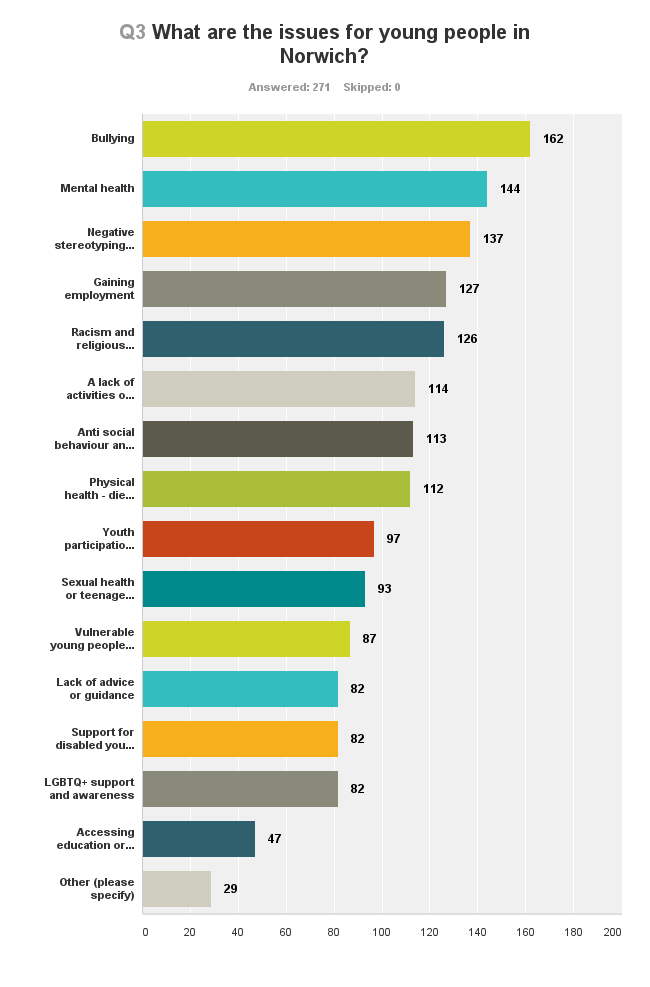 Q3 What are the issues for young people in
Norwich?
Answered: 271 Skipped: 0
Bullying 162
Mental health 144
Negative
stereotyping... 137
Gaining
employment 127
Racism and
religious... 126
A lack of
activities o... 114
Anti social
behaviour an... 113
Physical
health - die... 112
Youth
participatio... 97
Sexual health
or teenage... 93
Vulnerable
young people... 87
Lack of advice
or guidance 82
Support for
disabled you... 82
LGBTQ+ support
and awareness 82
Accessing
education or... 47
Other (please
specify) 29
0 20 40 60 80 100 120 140 160 180 200